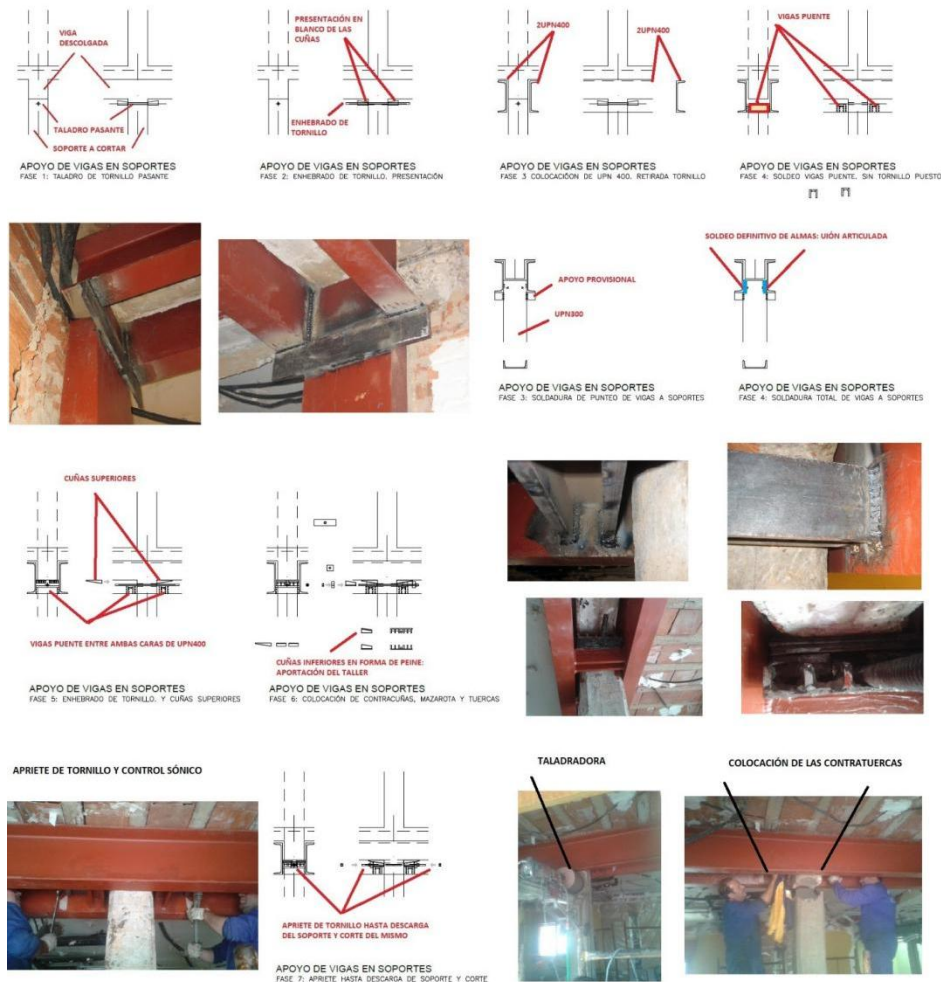 VIGA
DESCOLGADA
TALADRO PASANTE
SOPORTE A CORTAR
APOYO DE VIGAS EN SOPORTES
FASE 1: TALADRO DE TORNILLO PASANTE
PRESENTACIÓN EN
BLANCO DE LAS
CUÑAS
ENHEBRADO DE
TORNILLO
APOYO DE VIGAS EN SOPORTES
FASE 2: ENHEBRADO DE TORNILLO, PRESENTACIÓN
2UPN400
2UPN400
APOYO DE VIGAS EN SOPORTES
FASE 3 COLOCACIÓON DE UPN 400, RETIRADA TORNILLO
VIGAS PUENTE
APOYO DE VIGAS EN SOPORTES
FASE 4: SOLDEO VIGAS PUENTE, SIN TORNILLO PUESTO
APOYO PROVISIONAL
UPN300
APOYO DE VIGAS EN SOPORTES
FASE 3: SOLDADURA DE PUNTEO DE VIGAS A SOPORTES
SOLDEO DEFINITIVO DE ALMAS: UIÓN ARTICULADA
APOYO DE VIGAS EN SOPORTES
FASE 4: SOLDADURA TOTAL DE VIGAS A SOPORTES
CUÑAS SUPERIORES
VIGAS PUENTE ENTRE AMBAS CARAS DE UPN400
APOYO DE VIGAS EN SOPORTES
FASE 5: ENHEBRADO DE TORNILLO, Y CUÑAS SUPERIORES
CUÑAS INFERIORES EN FORMA DE PEINE:
APORTACIÓN DEL TALLER
APOYO DE VIGAS EN SOPORTES
FASE 6: COLOCACIÓN DE CONTRACUÑAS, MAZAROTA Y TUERCAS
APRIETE DE TORNILLO Y CONTROL SÓNICO
APRIETE DE TORNILLO HASTA DESCARGA
DEL SOPORTE Y CORTE DEL MISMO
APOYO DE VIGAS EN SOPORTES
FASE 7: APRIETE HASTA DESCARGA DE SOPORTE Y CORTE
TALADRADORA
COLOCACIÓN DE LAS CONTRATUERCAS